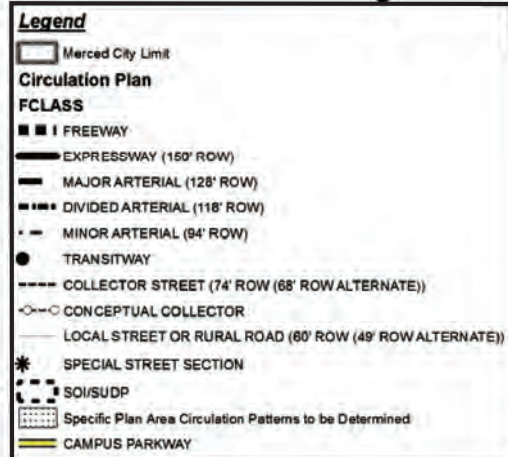 Legend
Merced City Limit
Circulation Plan
FCLASS
FREEWAY
EXPRESSWAY (150' ROW)
MAJOR ARTERIAL (128' ROW)
DIVIDED ARTERIAL (118' ROW)
MINOR ARTERIAL (94' ROW)
TRANSITWAY
COLLECTOR STREET (74' ROW (68' ROW ALTERNATE))
CONCEPTUAL COLLECTOR
LOCAL STREET OR RURAL ROAD (60' ROW (49' ROW ALTERNATE))
SPECIAL STREET SECTION
SOI/SUDP
Specific Plan Area Circulation Patterns to be Determined
CAMPUS PARKWAY